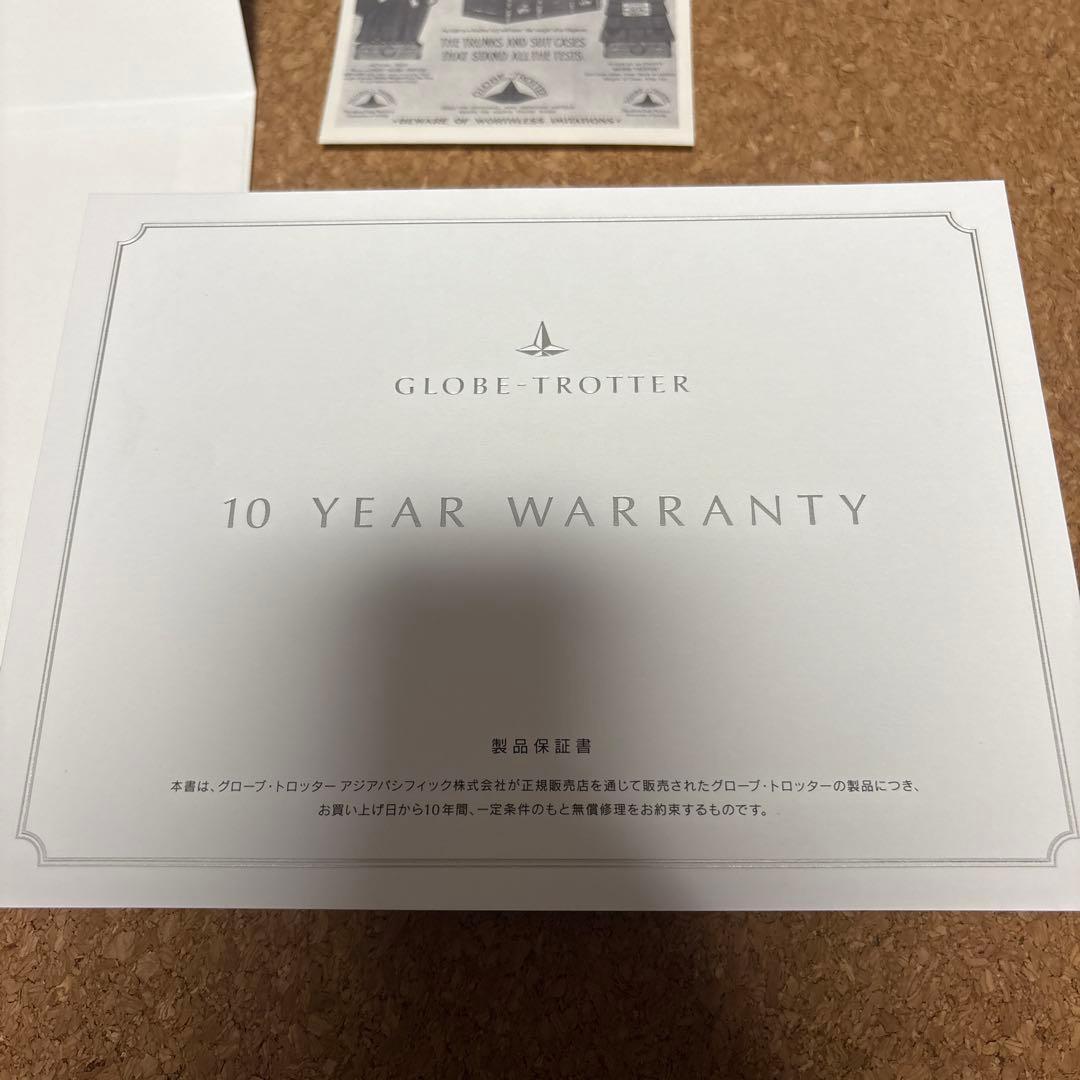 THE TRUNKS AND SUIT CASES
THAT STAND ALL THE TESTS.
GLOBE-TROTTER
<BEWARE OF WORTHLESS IMITATIONS>
GLOBE-TROTTER
10 YEAR WARRANTY
製品保証書
本書は、グローブ・トロッター アジアパシフィック株式会社が正規販売店を通じて販売されたグローブ・トロッターの製品につき、
お買い上げ日から10年間、一定条件のもと無償修理をお約束するものです。